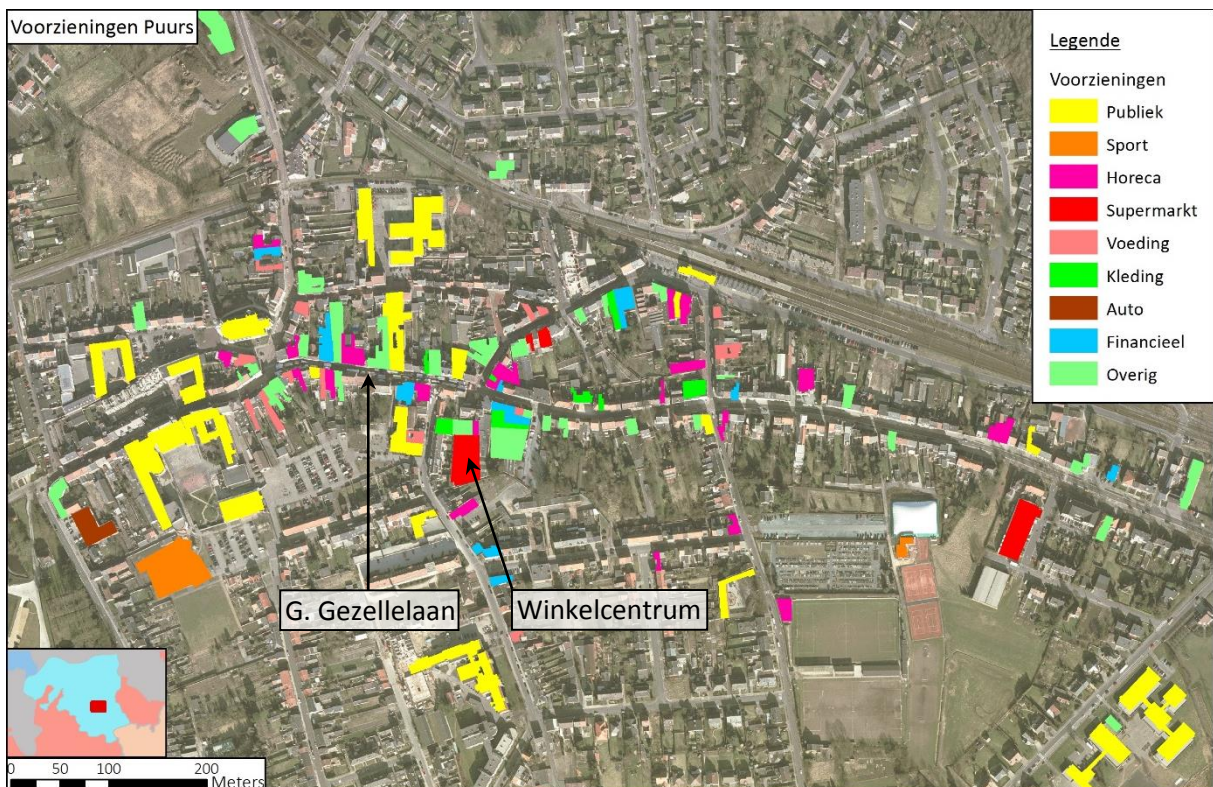 Voorzieningen Puurs
Legende
Voorzieningen
Publiek
Sport
Horeca
Supermarkt
Voeding
Kleding
Auto
Financieel
Overig
G. Gezellelaan
Winkelcentrum
0 50 100 200
Meters